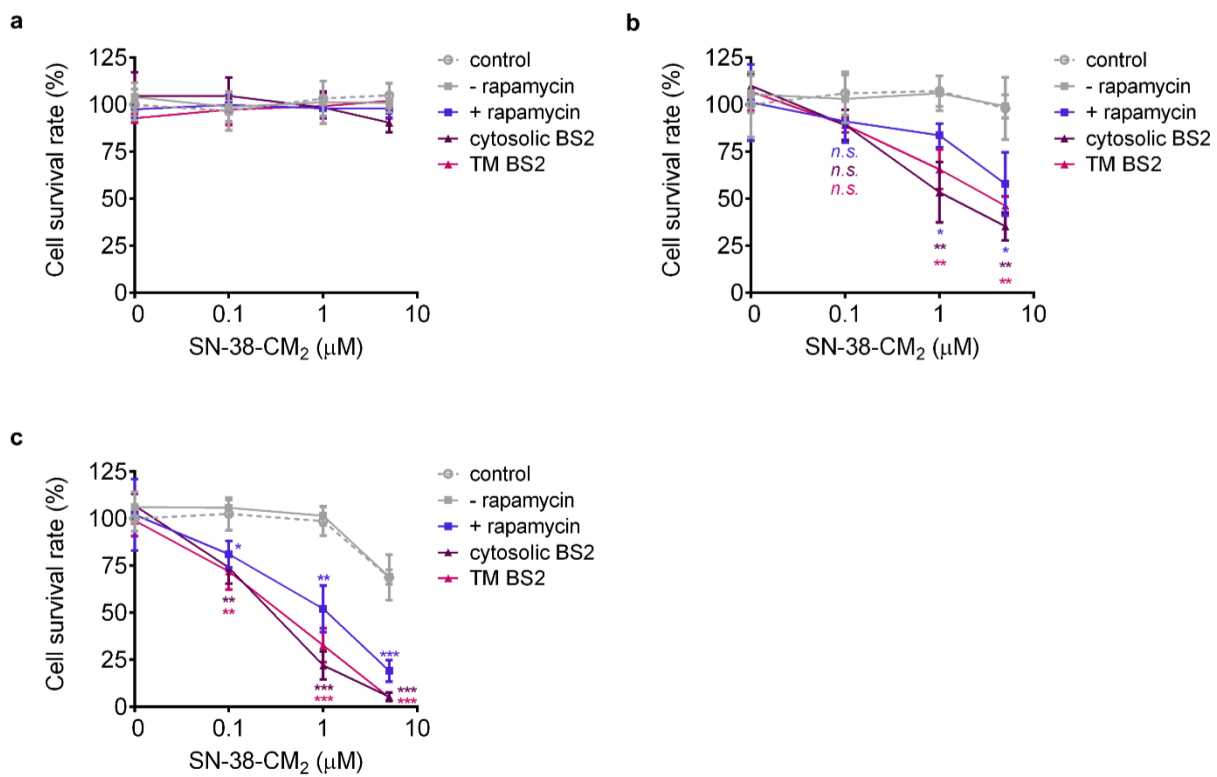 a
125
100
75
50
25
0
Cell survival rate (%)
0
0.1
1
10
SN-38-CM₂ (μM)
control
- rapamycin
+ rapamycin
cytosolic BS2
TM BS2
b
125
100
75
50
25
0
Cell survival rate (%)
n.s.
n.s.
n.s.
*
**
**
*
**
**
0
0.1
1
10
SN-38-CM₂ (μM)
control
- rapamycin
+ rapamycin
cytosolic BS2
TM BS2
c
125
100
75
50
25
0
Cell survival rate (%)
*
**
**
**
***
***
***
***
***
0
0.1
1
10
SN-38-CM₂ (μM)
control
- rapamycin
+ rapamycin
cytosolic BS2
TM BS2